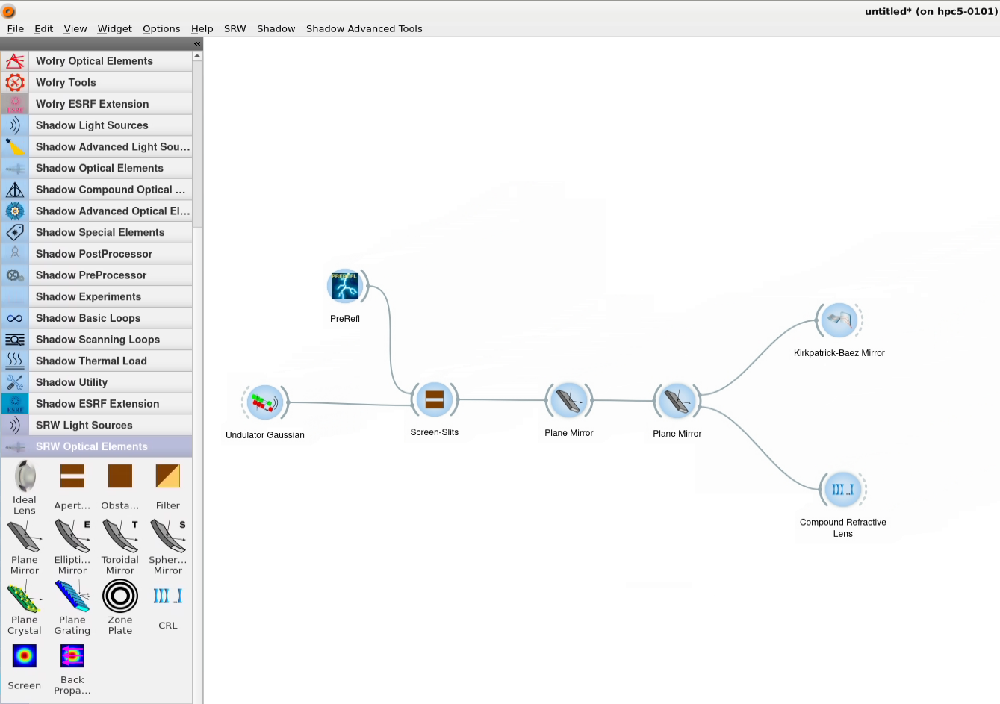 untitled* (on hpc5-0101)
File Edit View Widget Options Help SRW Shadow Shadow Advanced Tools
«
Wofry Optical Elements
Wofry Tools
Wofry ESRF Extension
Shadow Light Sources
Shadow Advanced Light Sou...
Shadow Optical Elements
Shadow Compound Optical ...
Shadow Advanced Optical El...
Shadow Special Elements
Shadow PostProcessor
Shadow PreProcessor
Shadow Experiments
Shadow Basic Loops
Shadow Scanning Loops
Shadow Thermal Load
Shadow Utility
Shadow ESRF Extension
SRW Light Sources
SRW Optical Elements
Ideal
Lens
Apert...
Obsta...
Filter
Plane
Mirror
E
Ellipti...
Mirror
T
Toroidal
Mirror
S
Spher...
Mirror
Plane
Crystal
Plane
Grating
Zone
Plate
CRL
Screen
Back
Propa...
PREREFL
PreRefl
Undulator Gaussian
Screen-Slits
Plane Mirror
Plane Mirror
Kirkpatrick-Baez Mirror
Compound Refractive
Lens